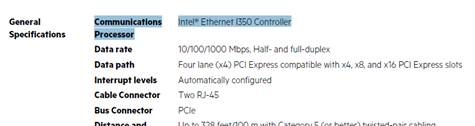 General Specifications
Communications Processor
Intel® Ethernet I350 Controller
Data rate
10/100/1000 Mbps, Half- and full-duplex
Data path
Four lane (x4) PCI Express compatible with x4, x8, and x16 PCI Express slots
Interrupt levels
Automatically configured
Cable Connector
Two RJ-45
Bus Connector
PCIe
Distance and
Up to 328 feet/100 m with Category 5 (or better) twisted-pair cabling